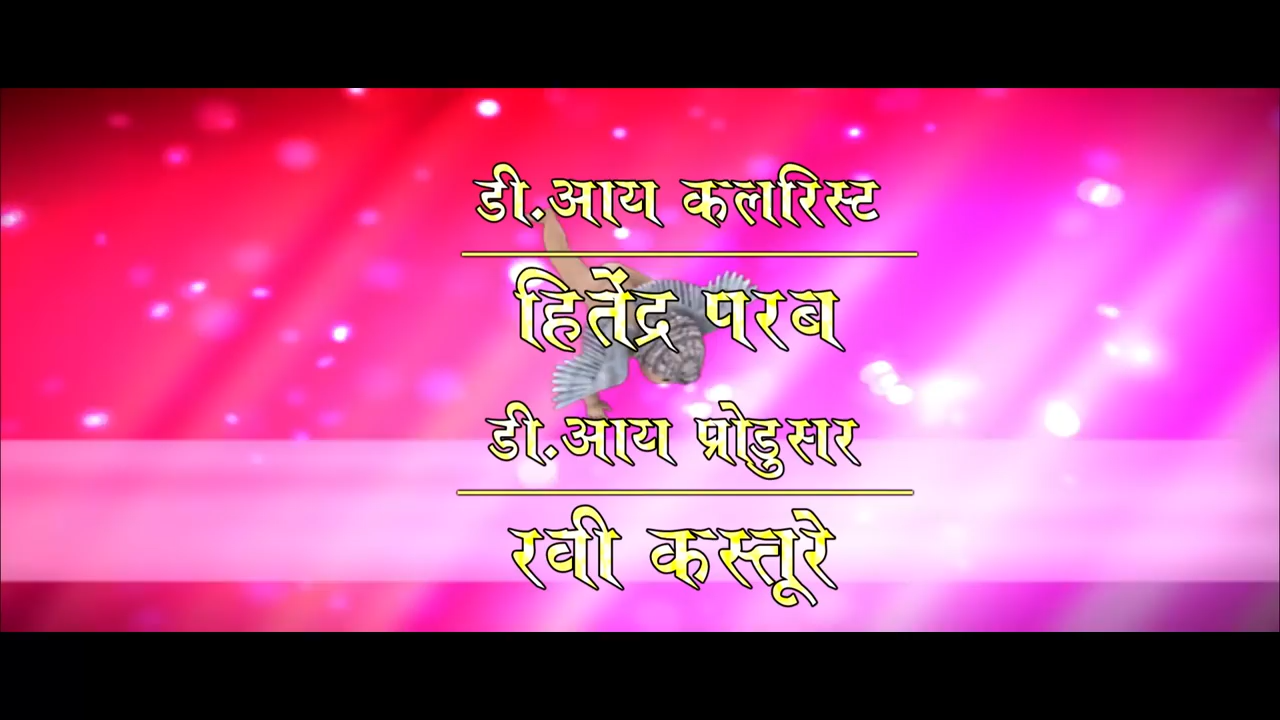 डी.आय कलरिस्ट
हितेंद्र परब
डी.आय प्रोडुसर
रवी कस्तूरे